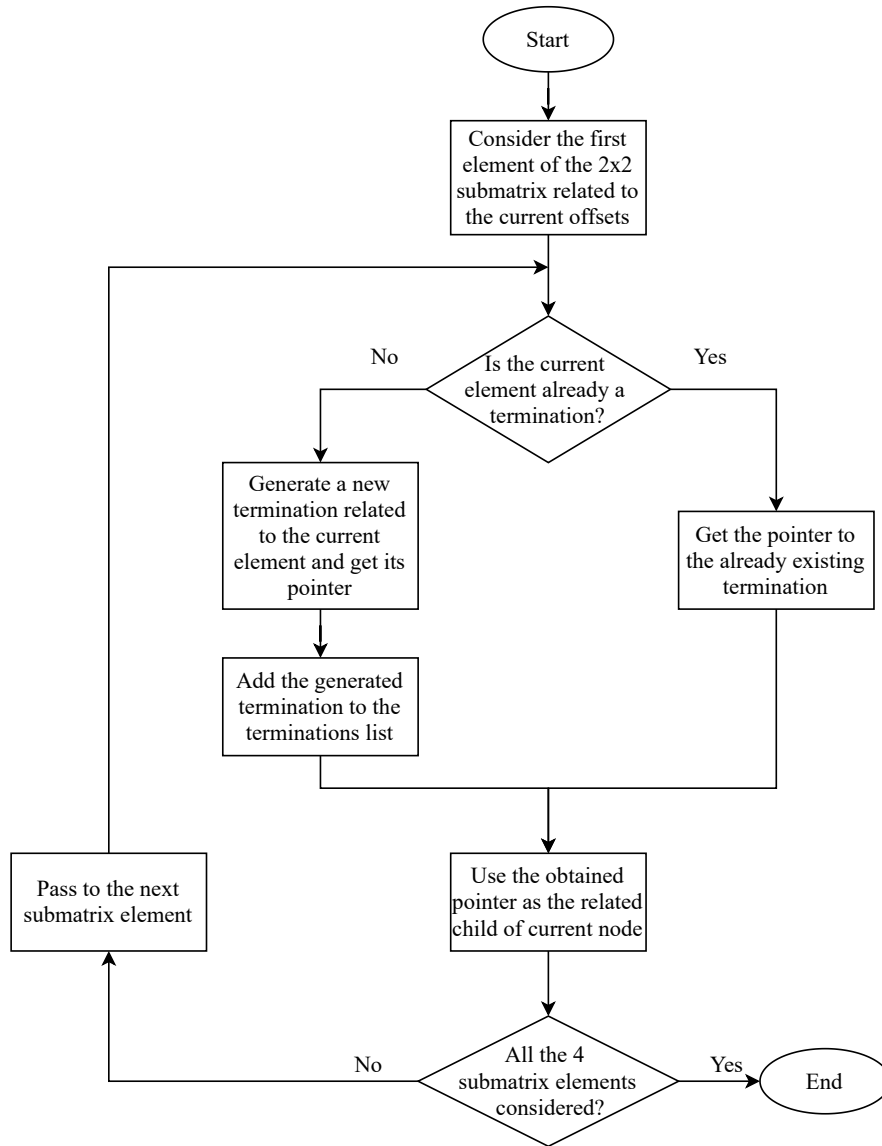 Start
Consider the first
element of the 2x2
submatrix related to
the current offsets
No
Is the current
element already a
termination?
Yes
Generate a new
termination related
to the current
element and get its
pointer
Get the pointer to
the already existing
termination
Add the generated
termination to the
terminations list
Pass to the next
submatrix element
Use the obtained
pointer as the related
child of current node
No
All the 4
submatrix elements
considered?
Yes
End